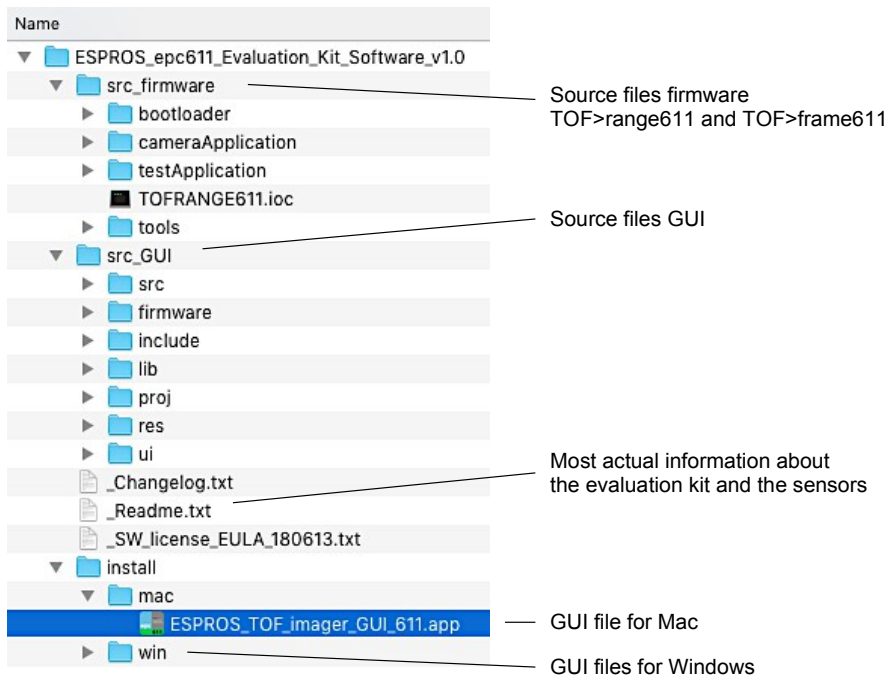 Name
ESPROS_epc611_Evaluation_Kit_Software_v1.0
src_firmware
Source files firmware
TOF>range611 and TOF>frame611
bootloader
cameraApplication
testApplication
TOFRANGE611.ioc
Source files GUI
tools
src_GUI
src
firmware
include
lib
proj
res
ui
Most actual information about
the evaluation kit and the sensors
_Changelog.txt
_Readme.txt
_SW_license_EULA_180613.txt
install
mac
ESPROS_TOF_imager_GUI_611.app
GUI file for Mac
win
GUI files for Windows